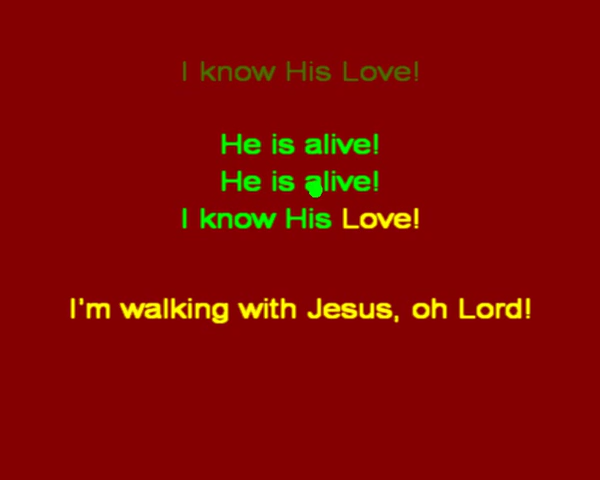 I know His Love!
He is alive!
He is alive!
I know His Love!
I'm walking with Jesus, oh Lord!